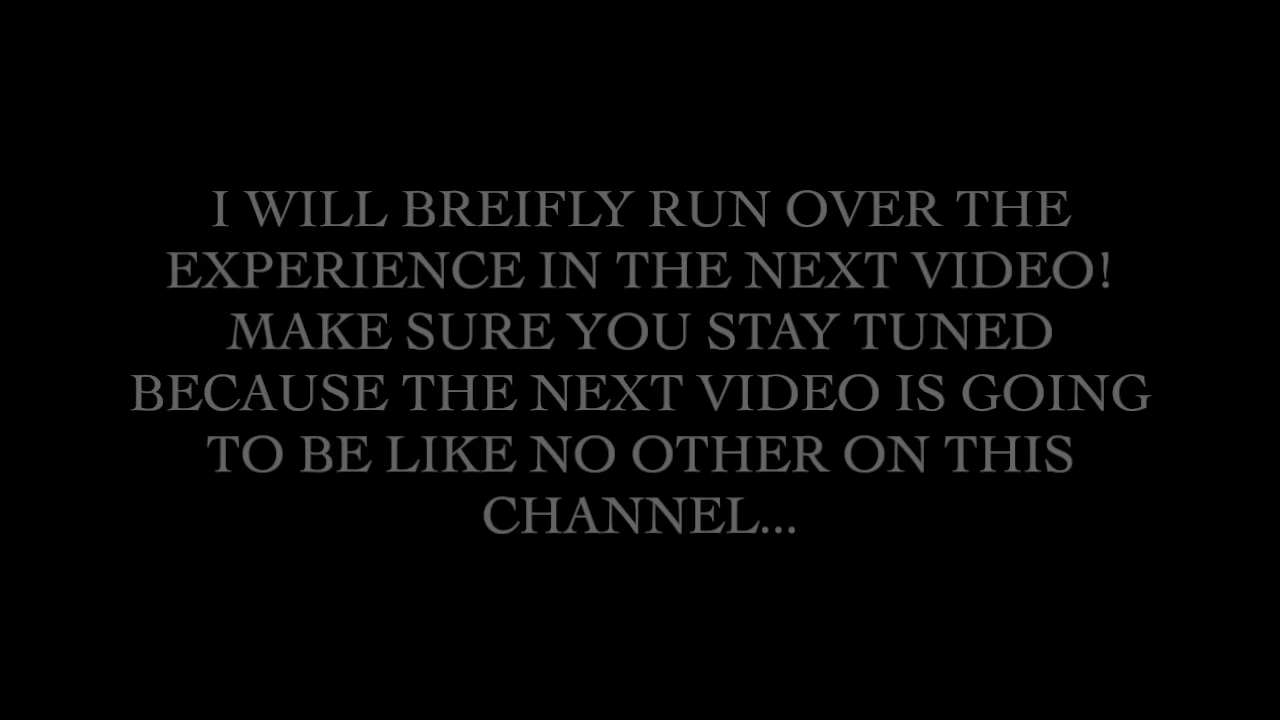 I WILL BREIFLY RUN OVER THE
EXPERIENCE IN THE NEXT VIDEO!
MAKE SURE YOU STAY TUNED
BECAUSE THE NEXT VIDEO IS GOING
TO BE LIKE NO OTHER ON THIS
CHANNEL...